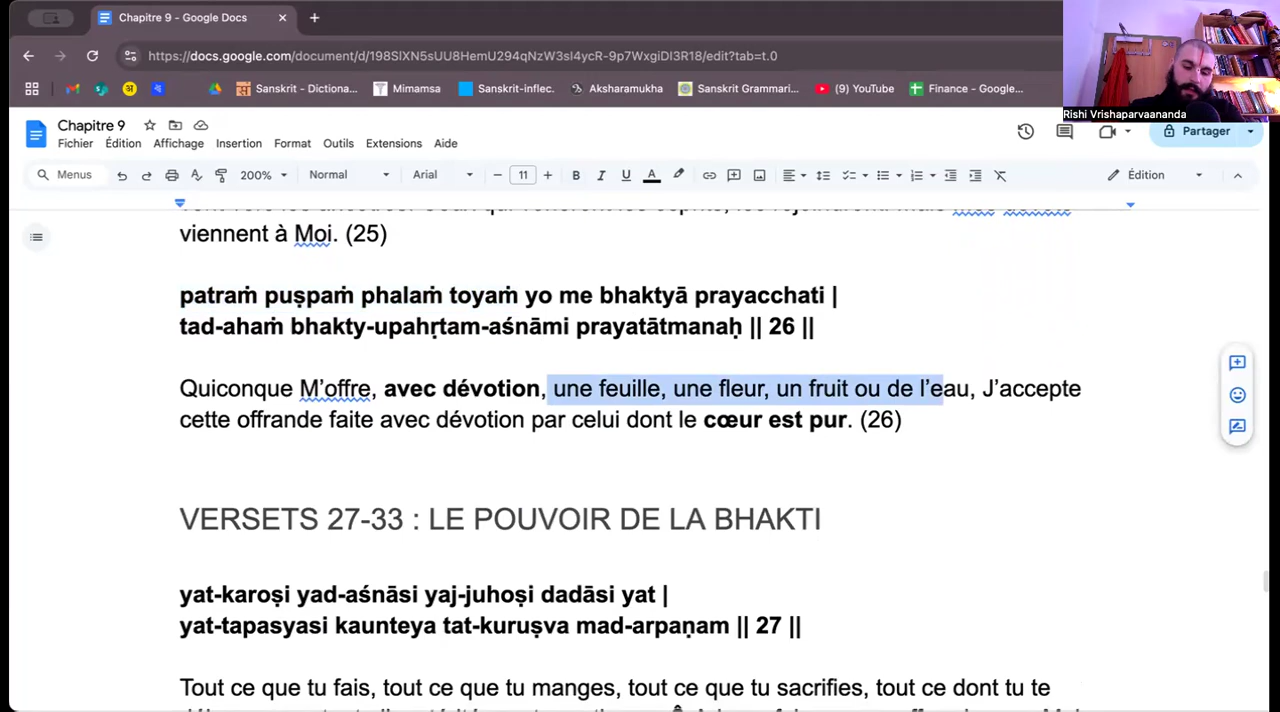 Chapitre 9 - Google Docs
https://docs.google.com/document/d/198SlXN5sUU8HemU294qNzW3sl4ycR-9p7WxgiDl3R18/edit?tab=t.0
Sanskrit - Dictiona...
Mimamsa
Sanskrit-inflec.
Aksharamukha
Sanskrit Grammari...
(9) YouTube
Finance - Google...
Rishi Vrishaparvaananda
Chapitre 9
Partager
Fichier Édition Affichage Insertion Format Outils Extensions Aide
Menus 200% Normal Arial 11 Édition
viennent à Moi. (25)
patraṁ puṣpaṁ phalaṁ toyaṁ yo me bhaktyā prayacchati |
tad-ahaṁ bhakty-upahṛtam-aśnāmi prayatātmanaḥ || 26 ||
Quiconque M’offre, avec dévotion, une feuille, une fleur, un fruit ou de l’eau, J’accepte
cette offrande faite avec dévotion par celui dont le cœur est pur. (26)
VERSETS 27-33 : LE POUVOIR DE LA BHAKTI
yat-karoṣi yad-aśnāsi yaj-juhoṣi dadāsi yat |
yat-tapasyasi kaunteya tat-kuruṣva mad-arpaṇam || 27 ||
Tout ce que tu fais, tout ce que tu manges, tout ce que tu sacrifies, tout ce dont tu te